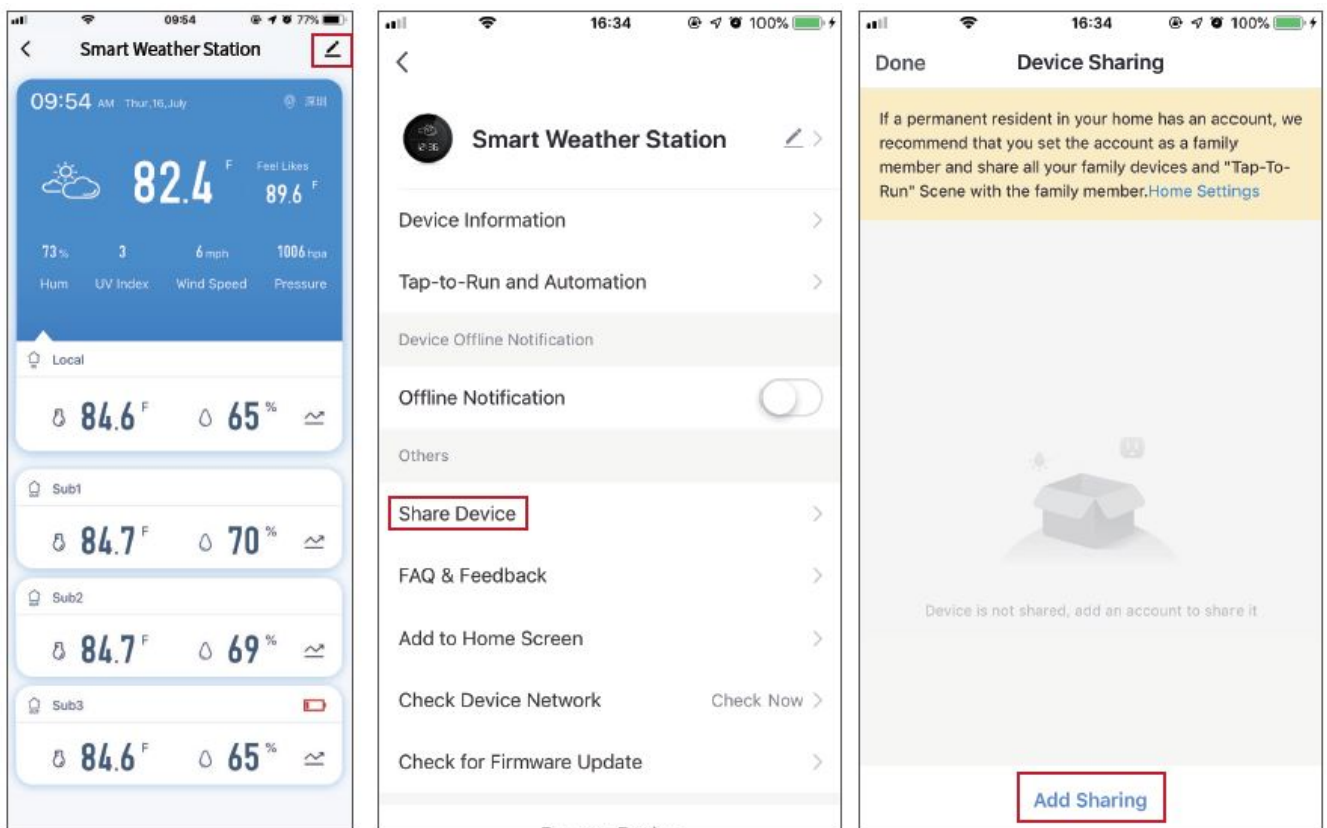 09:54
77%
Smart Weather Station
09:54 AM Thur,16,July
深圳
82.4 F
Feel Likes
89.6 F
73% 3 6 mph 1006 hpa
Hum UV Index Wind Speed Pressure
Local
84.6 F 65 %
Sub1
84.7 F 70 %
Sub2
84.7 F 69 %
Sub3
84.6 F 65 %
16:34
100%
12:36
Smart Weather Station
Device Information
Tap-to-Run and Automation
Device Offline Notification
Offline Notification
Others
Share Device
FAQ & Feedback
Add to Home Screen
Check Device Network Check Now
Check for Firmware Update
16:34
100%
Done Device Sharing
If a permanent resident in your home has an account, we
recommend that you set the account as a family
member and share all your family devices and "Tap-To-
Run" Scene with the family member.Home Settings
Device is not shared, add an account to share it
Add Sharing